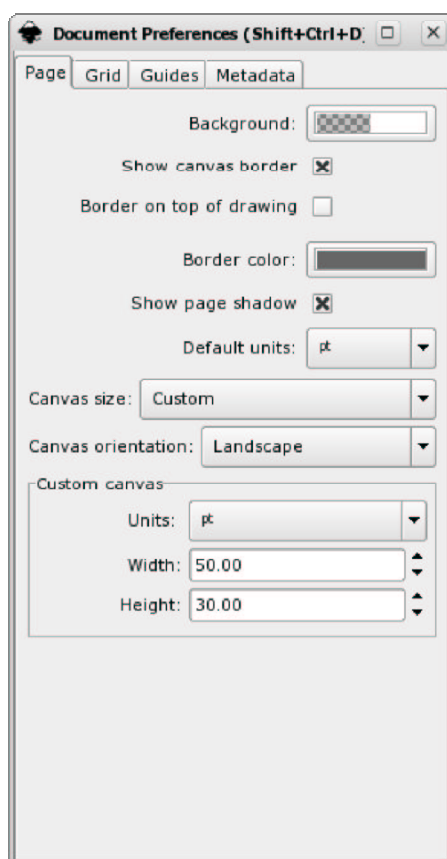 Document Preferences (Shift+Ctrl+D)
Page Grid Guides Metadata
Background:
Show canvas border
Border on top of drawing
Border color:
Show page shadow
Default units: pt
Canvas size: Custom
Canvas orientation: Landscape
Custom canvas
Units: pt
Width: 50.00
Height: 30.00